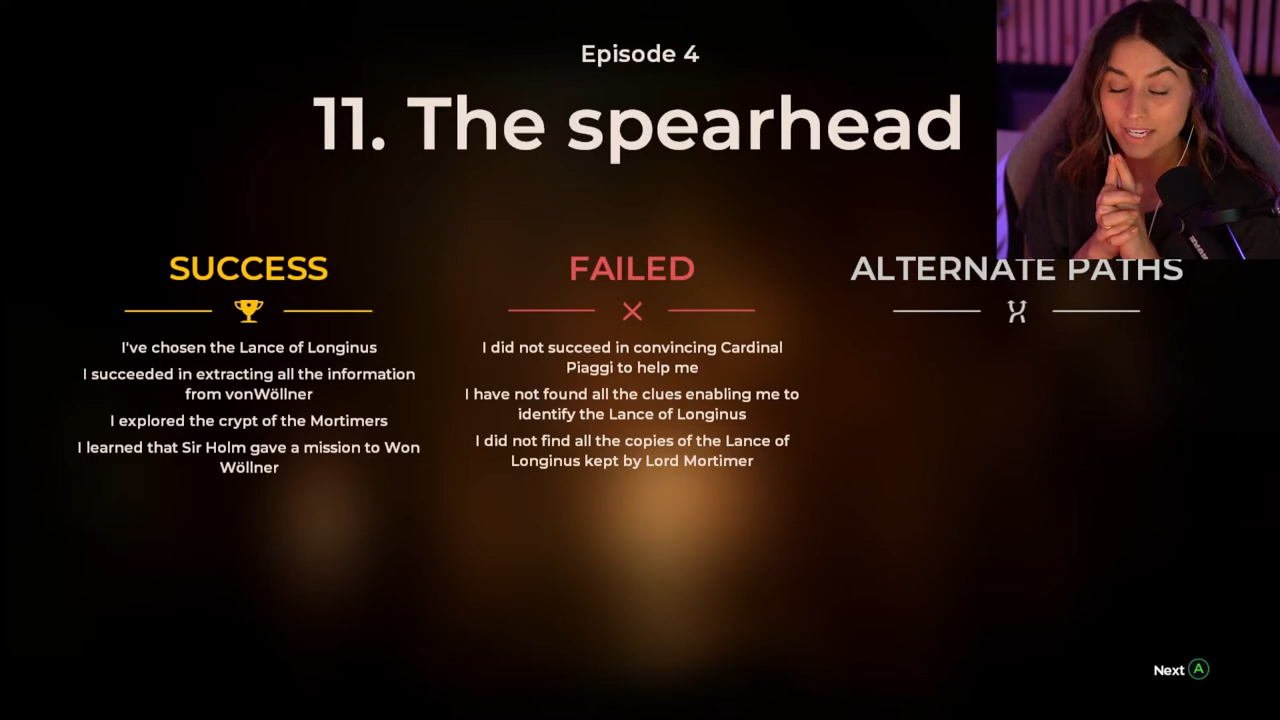 Episode 4
11. The spearhead
SUCCESS
I've chosen the Lance of Longinus
I succeeded in extracting all the information
from vonWöllner
I explored the crypt of the Mortimers
I learned that Sir Holm gave a mission to Won
Wöllner
FAILED
I did not succeed in convincing Cardinal
Piaggi to help me
I have not found all the clues enabling me to
identify the Lance of Longinus
I did not find all the copies of the Lance of
Longinus kept by Lord Mortimer
ALTERNATE PATHS
Next A